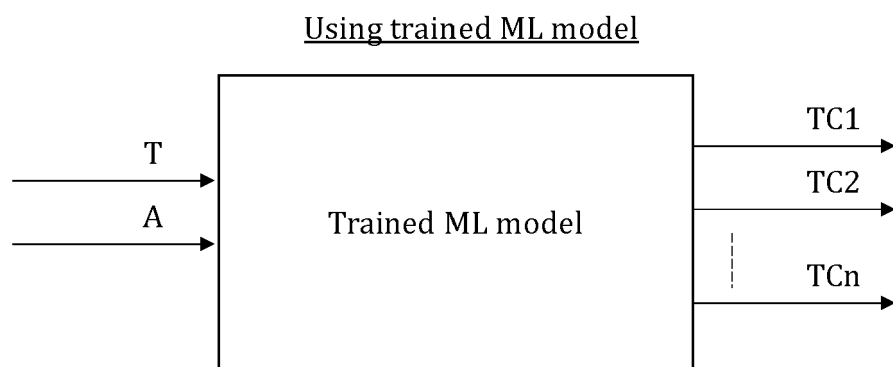 Using trained ML model
TC1
T
TC2
A
Trained ML model
TCn